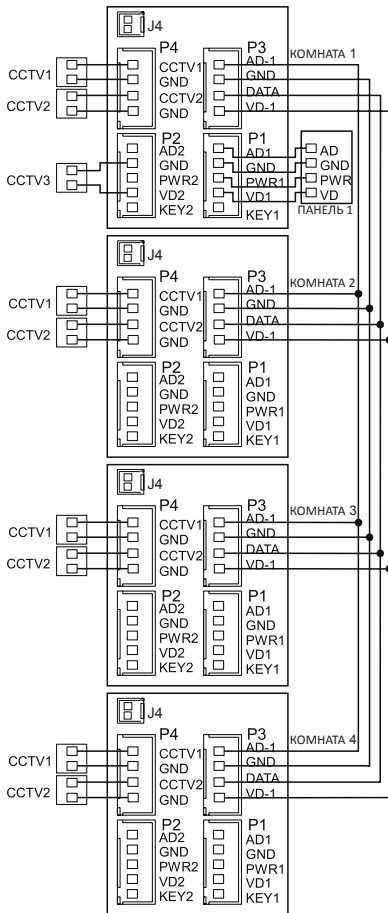 J4
P4
P3
КОМНАТА 1
CCTV1
CCTV1
AD-1
GND
GND
CCTV2
CCTV2
DATA
GND
VD-1
P2
P1
AD2
AD1
AD
GND
GND
GND
CCTV3
PWR2
PWR1
PWR
VD2
VD1
VD
KEY2
KEY1
ПАНЕЛЬ 1
J4
P4
P3
КОМНАТА 2
CCTV1
CCTV1
AD-1
GND
GND
CCTV2
CCTV2
DATA
GND
VD-1
P2
P1
AD2
AD1
GND
GND
PWR2
PWR1
VD2
VD1
KEY2
KEY1
J4
P4
P3
КОМНАТА 3
CCTV1
CCTV1
AD-1
GND
GND
CCTV2
CCTV2
DATA
GND
VD-1
P2
P1
AD2
AD1
GND
GND
PWR2
PWR1
VD2
VD1
KEY2
KEY1
J4
P4
P3
КОМНАТА 4
CCTV1
CCTV1
AD-1
GND
GND
CCTV2
CCTV2
DATA
GND
VD-1
P2
P1
AD2
AD1
GND
GND
PWR2
PWR1
VD2
VD1
KEY2
KEY1